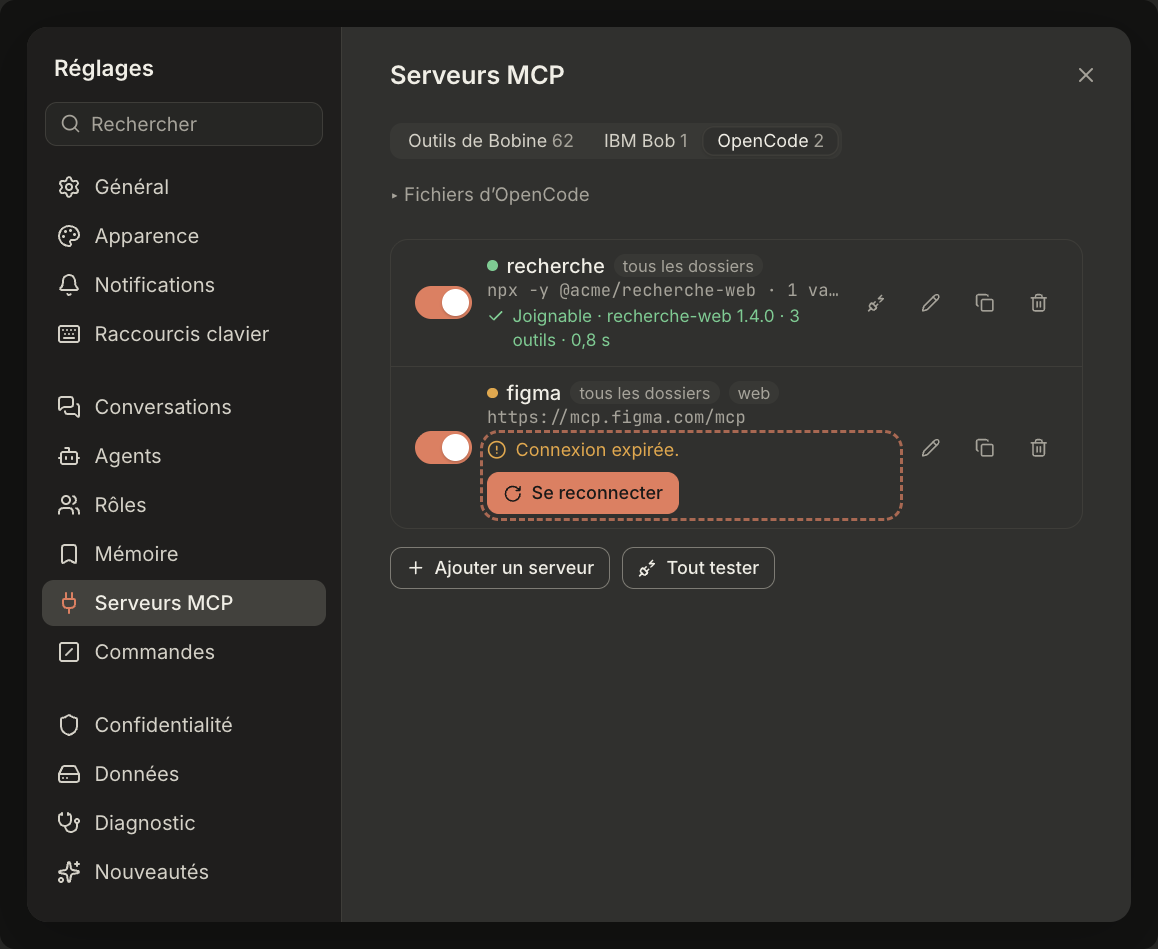 Réglages
Rechercher
Général
Apparence
Notifications
Raccourcis clavier
Conversations
Agents
Rôles
Mémoire
Serveurs MCP
Commandes
Confidentialité
Données
Diagnostic
Nouveautés
Serveurs MCP
Outils de Bobine 62 IBM Bob 1 OpenCode 2
Fichiers d’OpenCode
recherche tous les dossiers
npx -y @acme/recherche-web · 1 va…
Joignable · recherche-web 1.4.0 · 3
outils · 0,8 s
figma tous les dossiers web
https://mcp.figma.com/mcp
Connexion expirée.
Se reconnecter
Ajouter un serveur Tout tester